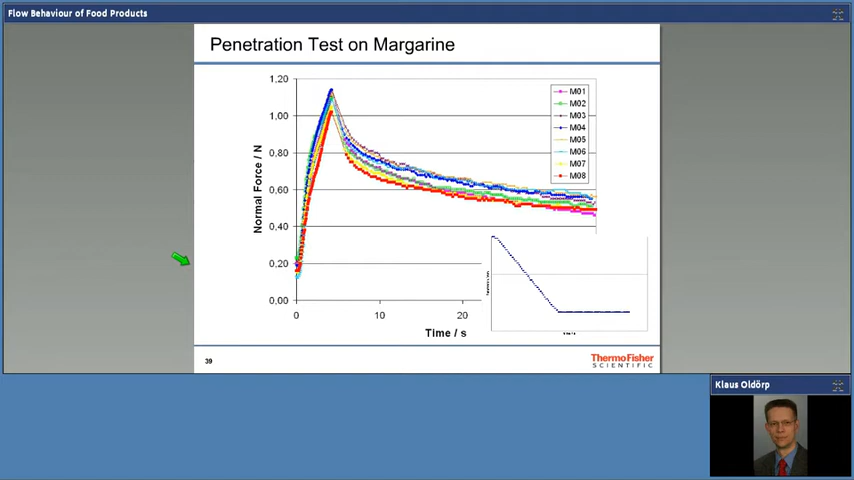 Flow Behaviour of Food Products
Penetration Test on Margarine
1,20
1,00
0,80
0,60
0,40
0,20
0,00
Normal Force / N
0
10
20
Time / s
M01
M02
M03
M04
M05
M06
M07
M08
39
ThermoFisher
SCIENTIFIC
Klaus Oldörp